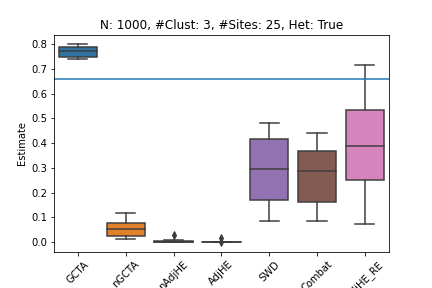 N: 1000, #Clust: 3, #Sites: 25, Het: True
Estimate
0.8
0.7
0.6
0.5
0.4
0.3
0.2
0.1
0.0
GCTA
nGCTA
nAdjHE
AdjHE
SWD
Combat